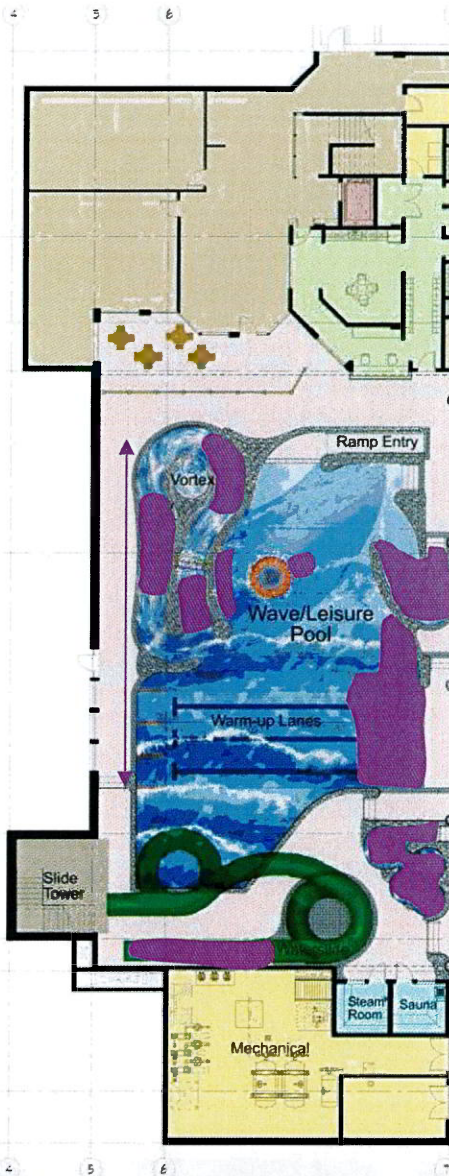 4 5 6
Ramp Entry
Vortex
Wave/Leisure
Pool
Warm-up Lanes
Slide
Tower
Steam
Room
Sauna
Mechanical
4 5 6 7